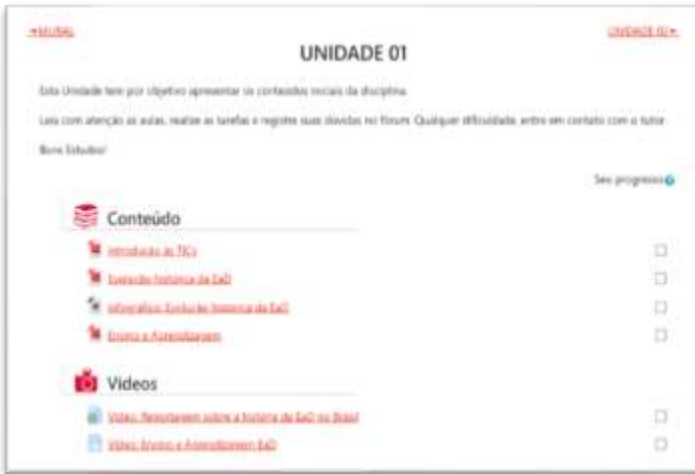 ◄MURAL
UNIDADE 02►
UNIDADE 01
Esta Unidade tem por objetivo apresentar os conteúdos iniciais da disciplina.
Leia com atenção as aulas, realize as tarefas e registre suas dúvidas no fórum. Qualquer dificuldade, entre em contato com o tutor.
Bons Estudos!
Seu progresso
Conteúdo
Introdução às TICs
Evolução histórica da EaD
Infográfico: Evolução histórica da EaD
Ensino e Aprendizagem
Vídeos
Vídeo: Reportagem sobre a história da EaD no Brasil
Vídeo: Ensino e Aprendizagem EaD